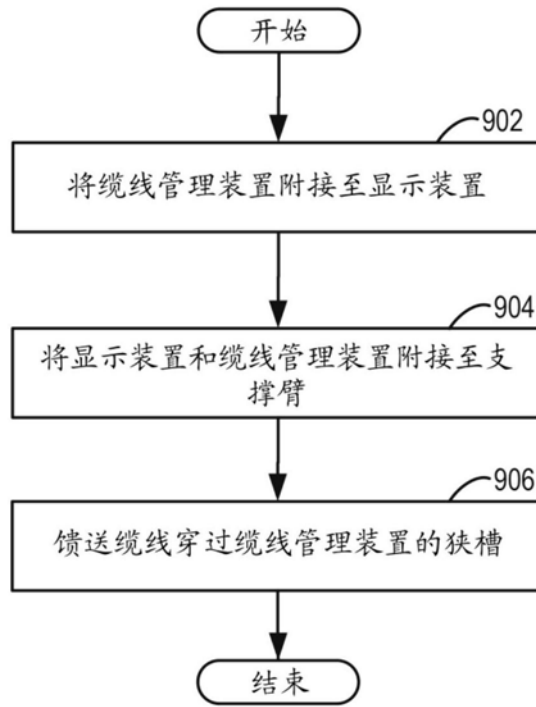 开始
902
将缆线管理装置附接至显示装置
904
将显示装置和缆线管理装置附接至支
撑臂
906
馈送缆线穿过缆线管理装置的狭槽
结束